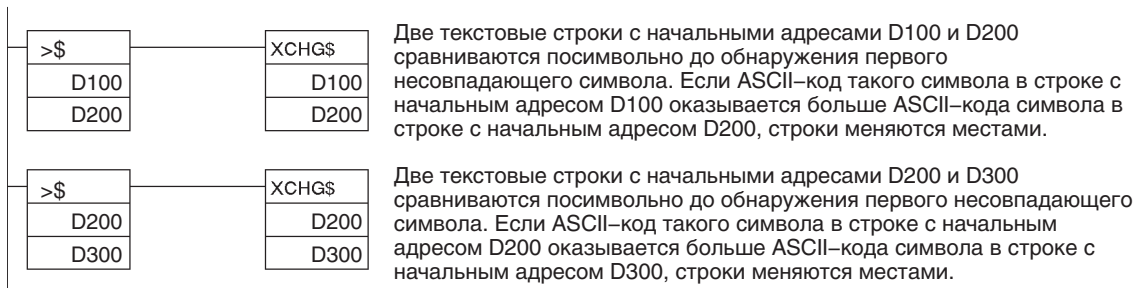 >$
D100
D200
XCHG$
D100
D200
Две текстовые строки с начальными адресами D100 и D200
сравниваются посимвольно до обнаружения первого
несовпадающего символа. Если ASCII–код такого символа в строке с
начальным адресом D100 оказывается больше ASCII–кода символа в
строке с начальным адресом D200, строки меняются местами.
>$
D200
D300
XCHG$
D200
D300
Две текстовые строки с начальными адресами D200 и D300
сравниваются посимвольно до обнаружения первого несовпадающего
символа. Если ASCII–код такого символа в строке с начальным
адресом D200 оказывается больше ASCII–кода символа в строке с
начальным адресом D300, строки меняются местами.